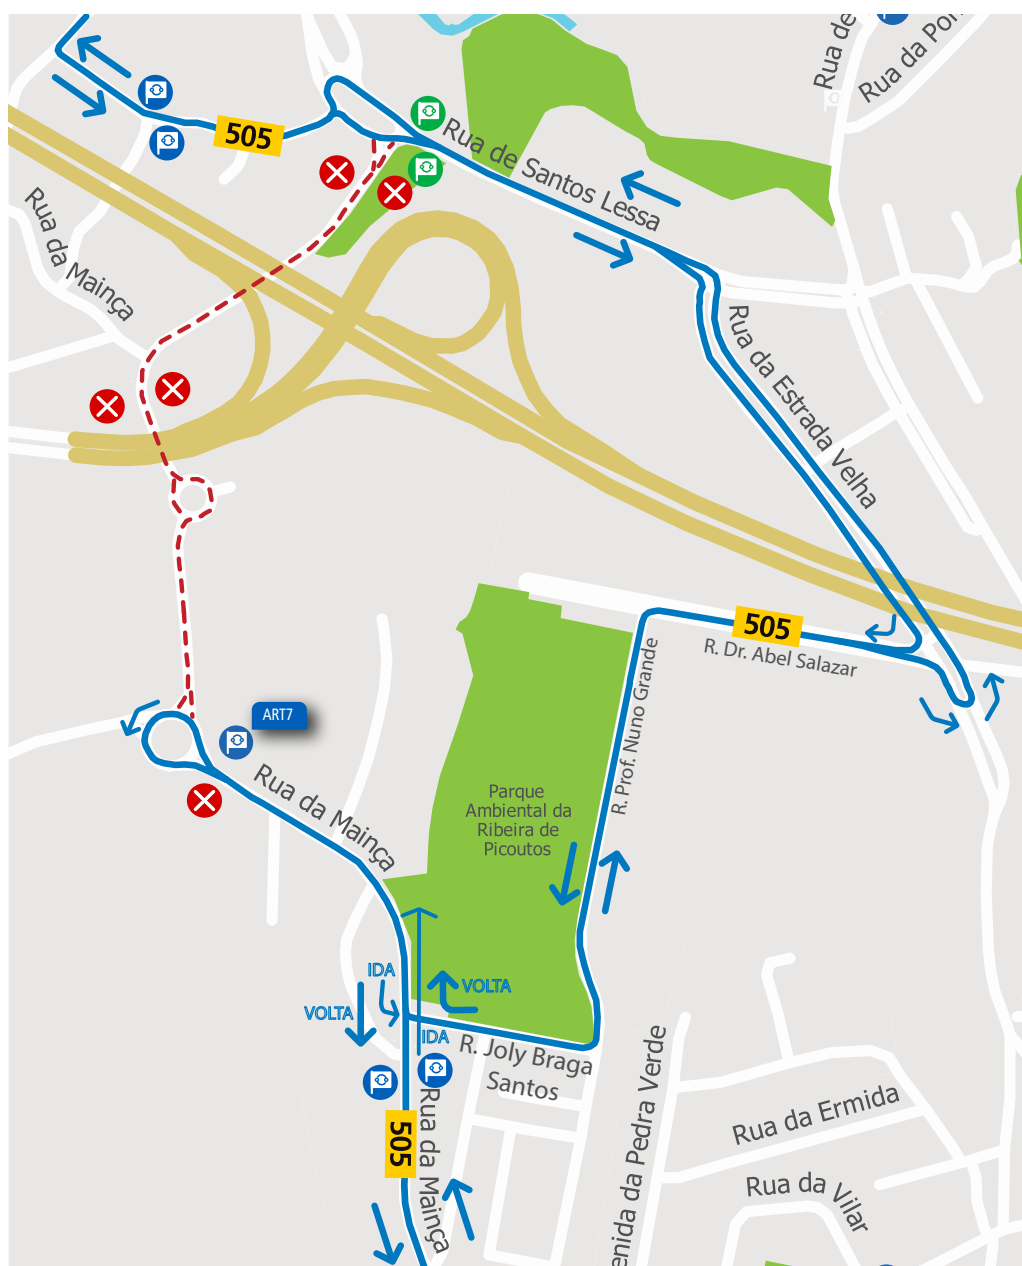 Rua de
Rua da Por
505
Rua de Santos Lessa
Rua da Mainça
Rua da Estrada Velha
505
R. Dr. Abel Salazar
R. Prof. Nuno Grande
ART7
Rua da Mainça
Parque
Ambiental da
Ribeira de
Picoutos
IDA
VOLTA
VOLTA
IDA
R. Joly Braga
Santos
505
Rua da Mainça
enida da Pedra Verde
Rua da Ermida
Rua da Vilar